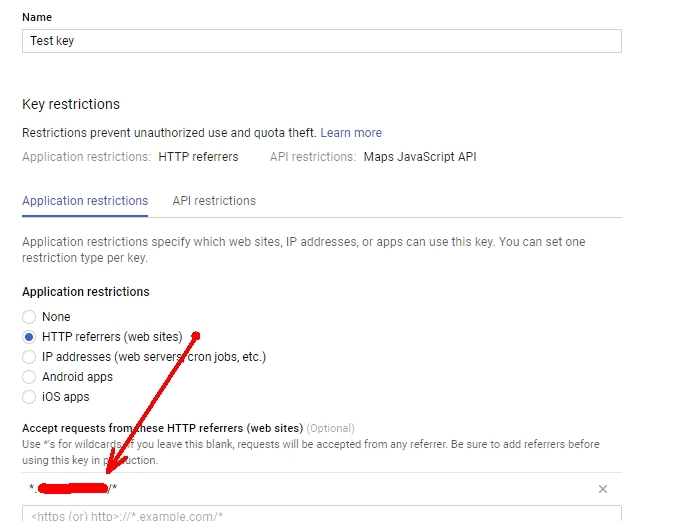 Name
Test key
Key restrictions
Restrictions prevent unauthorized use and quota theft. Learn more
Application restrictions: HTTP referrers API restrictions: Maps JavaScript API
Application restrictions API restrictions
Application restrictions specify which web sites, IP addresses, or apps can use this key. You can set one
restriction type per key.
Application restrictions
None
HTTP referrers (web sites)
IP addresses (web servers, cron jobs, etc.)
Android apps
iOS apps
Accept requests from these HTTP referrers (web sites) (Optional)
Use *'s for wildcards. If you leave this blank, requests will be accepted from any referrer. Be sure to add referrers before
using this key in production.
*. /*
<https (or) http>://*.example.com/*